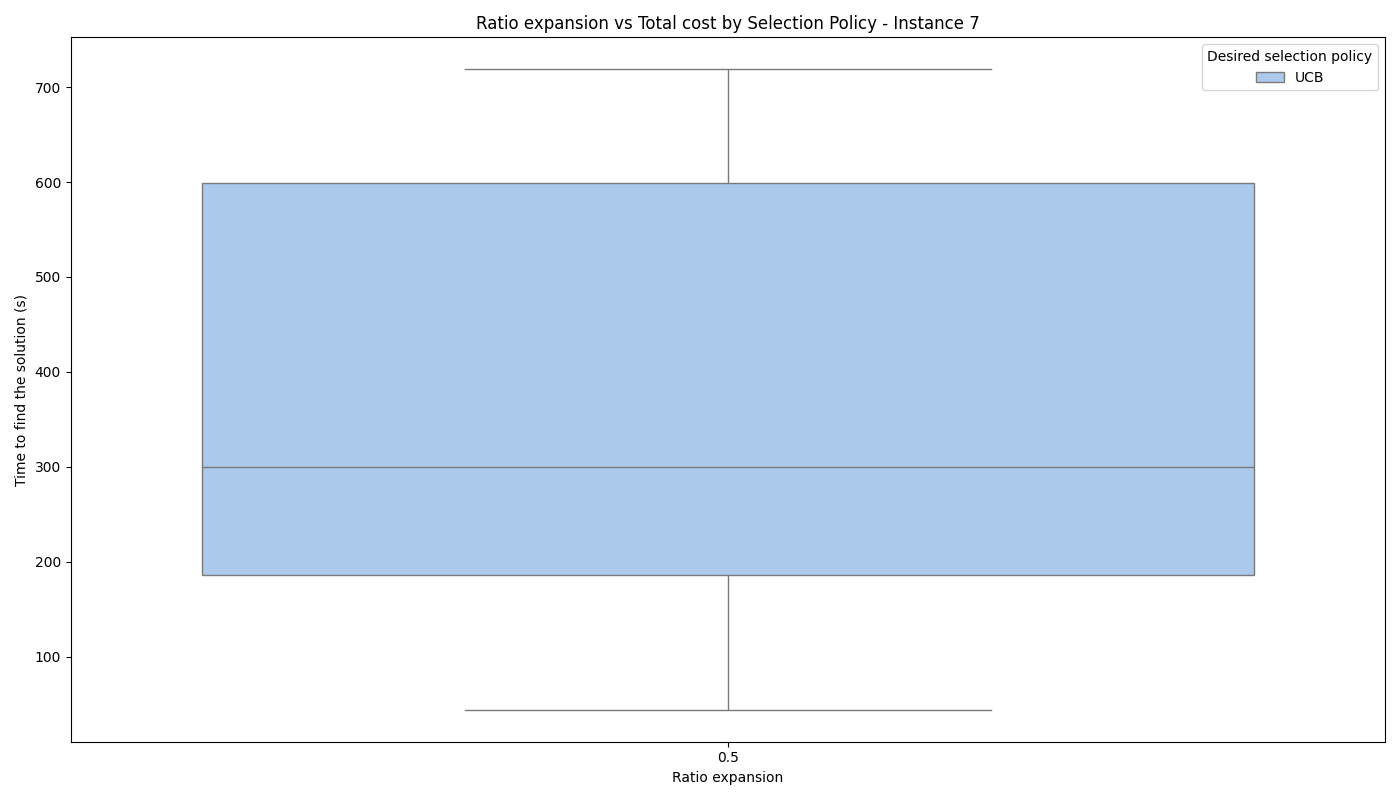 Ratio expansion vs Total cost by Selection Policy - Instance 7
Desired selection policy
UCB
700
600
500
400
300
200
100
Time to find the solution (s)
0.5
Ratio expansion